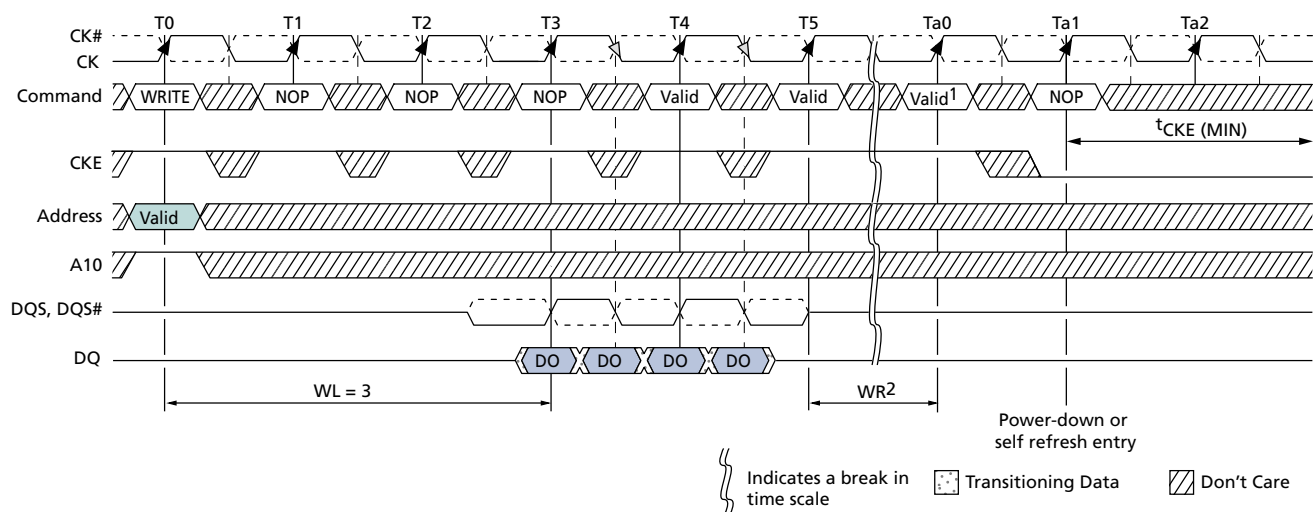 T0 T1 T2 T3 T4 T5 Ta0 Ta1 Ta2
CK#
CK
Command WRITE NOP NOP NOP Valid Valid Valid1 NOP
tCKE (MIN)
CKE
Address Valid
A10
DQS, DQS#
DQ DO DO DO DO
WL = 3 WR2
Power-down or
self refresh entry
Indicates a break in
time scale
Transitioning Data
Don't Care